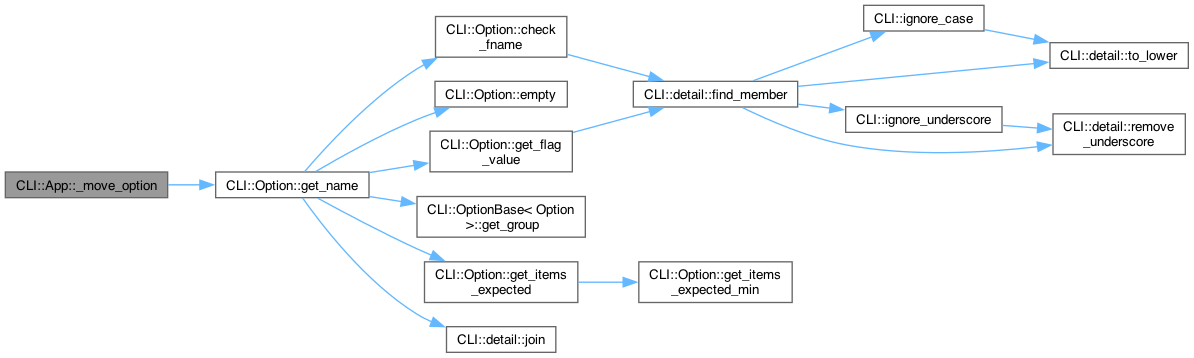 CLI::App::_move_option
CLI::Option::get_name
CLI::Option::check
_fname
CLI::Option::empty
CLI::Option::get_flag
_value
CLI::OptionBase< Option
>::get_group
CLI::Option::get_items
_expected
CLI::detail::join
CLI::detail::find_member
CLI::Option::get_items
_expected_min
CLI::ignore_case
CLI::ignore_underscore
CLI::detail::to_lower
CLI::detail::remove
_underscore